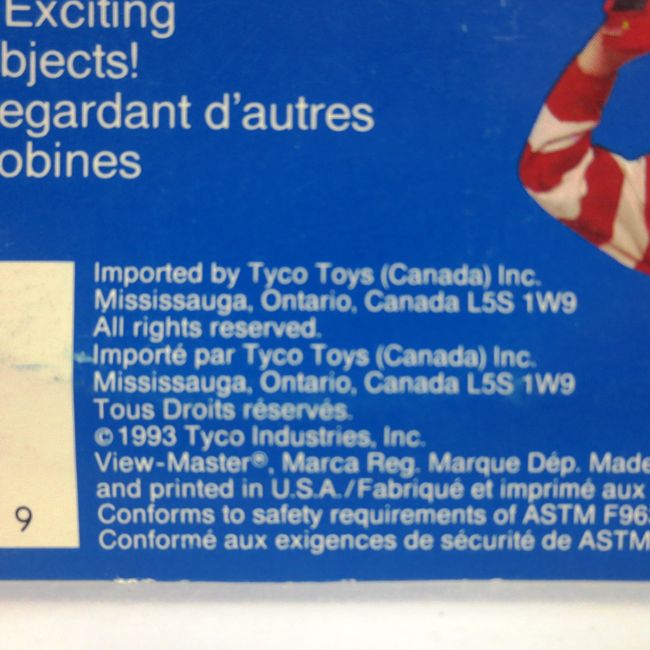 Exciting
bjects!
egardant d'autres
obines
Imported by Tyco Toys (Canada) Inc.
Mississauga, Ontario, Canada L5S 1W9
All rights reserved.
Importé par Tyco Toys (Canada) Inc.
Mississauga, Ontario, Canada L5S 1W9
Tous Droits réservés.
© 1993 Tyco Industries, Inc.
View-Master®, Marca Reg. Marque Dép. Made
and printed in U.S.A./Fabriqué et imprimé aux
Conforms to safety requirements of ASTM F963
Conformé aux exigences de sécurité de ASTM
9